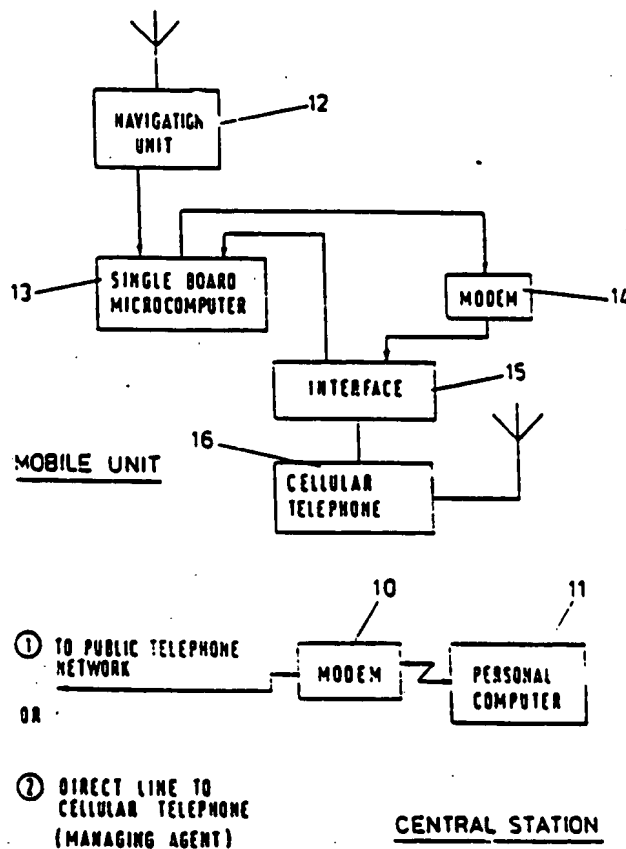 12
NAVIGATION
UNIT
13
SINGLE BOARD
MICROCOMPUTER
MODEM
14
INTERFACE
15
16
MOBILE UNIT
CELLULAR
TELEPHONE
10
11
① TO PUBLIC TELEPHONE
NETWORK
MODEM
PERSONAL
COMPUTER
OR
② DIRECT LINE TO
CELLULAR TELEPHONE
(MANAGING AGENT)
CENTRAL STATION